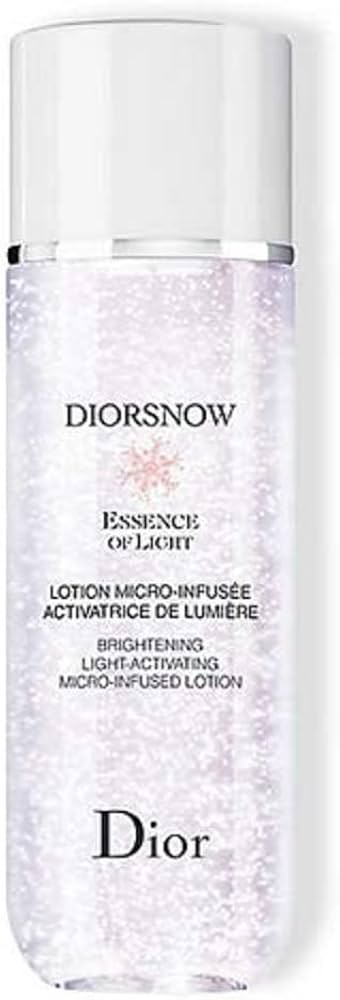 DIORSNOW
ESSENCE
OF LIGHT
LOTION MICRO-INFUSÉE
ACTIVATRICE DE LUMIÈRE
BRIGHTENING
LIGHT-ACTIVATING
MICRO-INFUSED LOTION
Dior